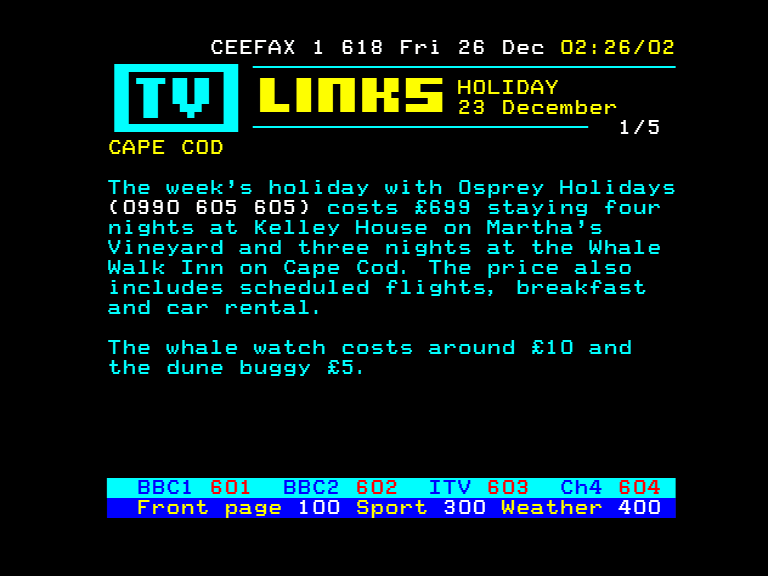 CEEFAX 1 618 Fri 26 Dec 02:26/02
TV LINKS HOLIDAY
23 December
1/5
CAPE COD
The week's holiday with Osprey Holidays
(0990 605 605) costs £699 staying four
nights at Kelley House on Martha's
Vineyard and three nights at the Whale
Walk Inn on Cape Cod. The price also
includes scheduled flights, breakfast
and car rental.
The whale watch costs around £10 and
the dune buggy £5.
BBC1 601 BBC2 602 ITV 603 Ch4 604
Front page 100 Sport 300 Weather 400